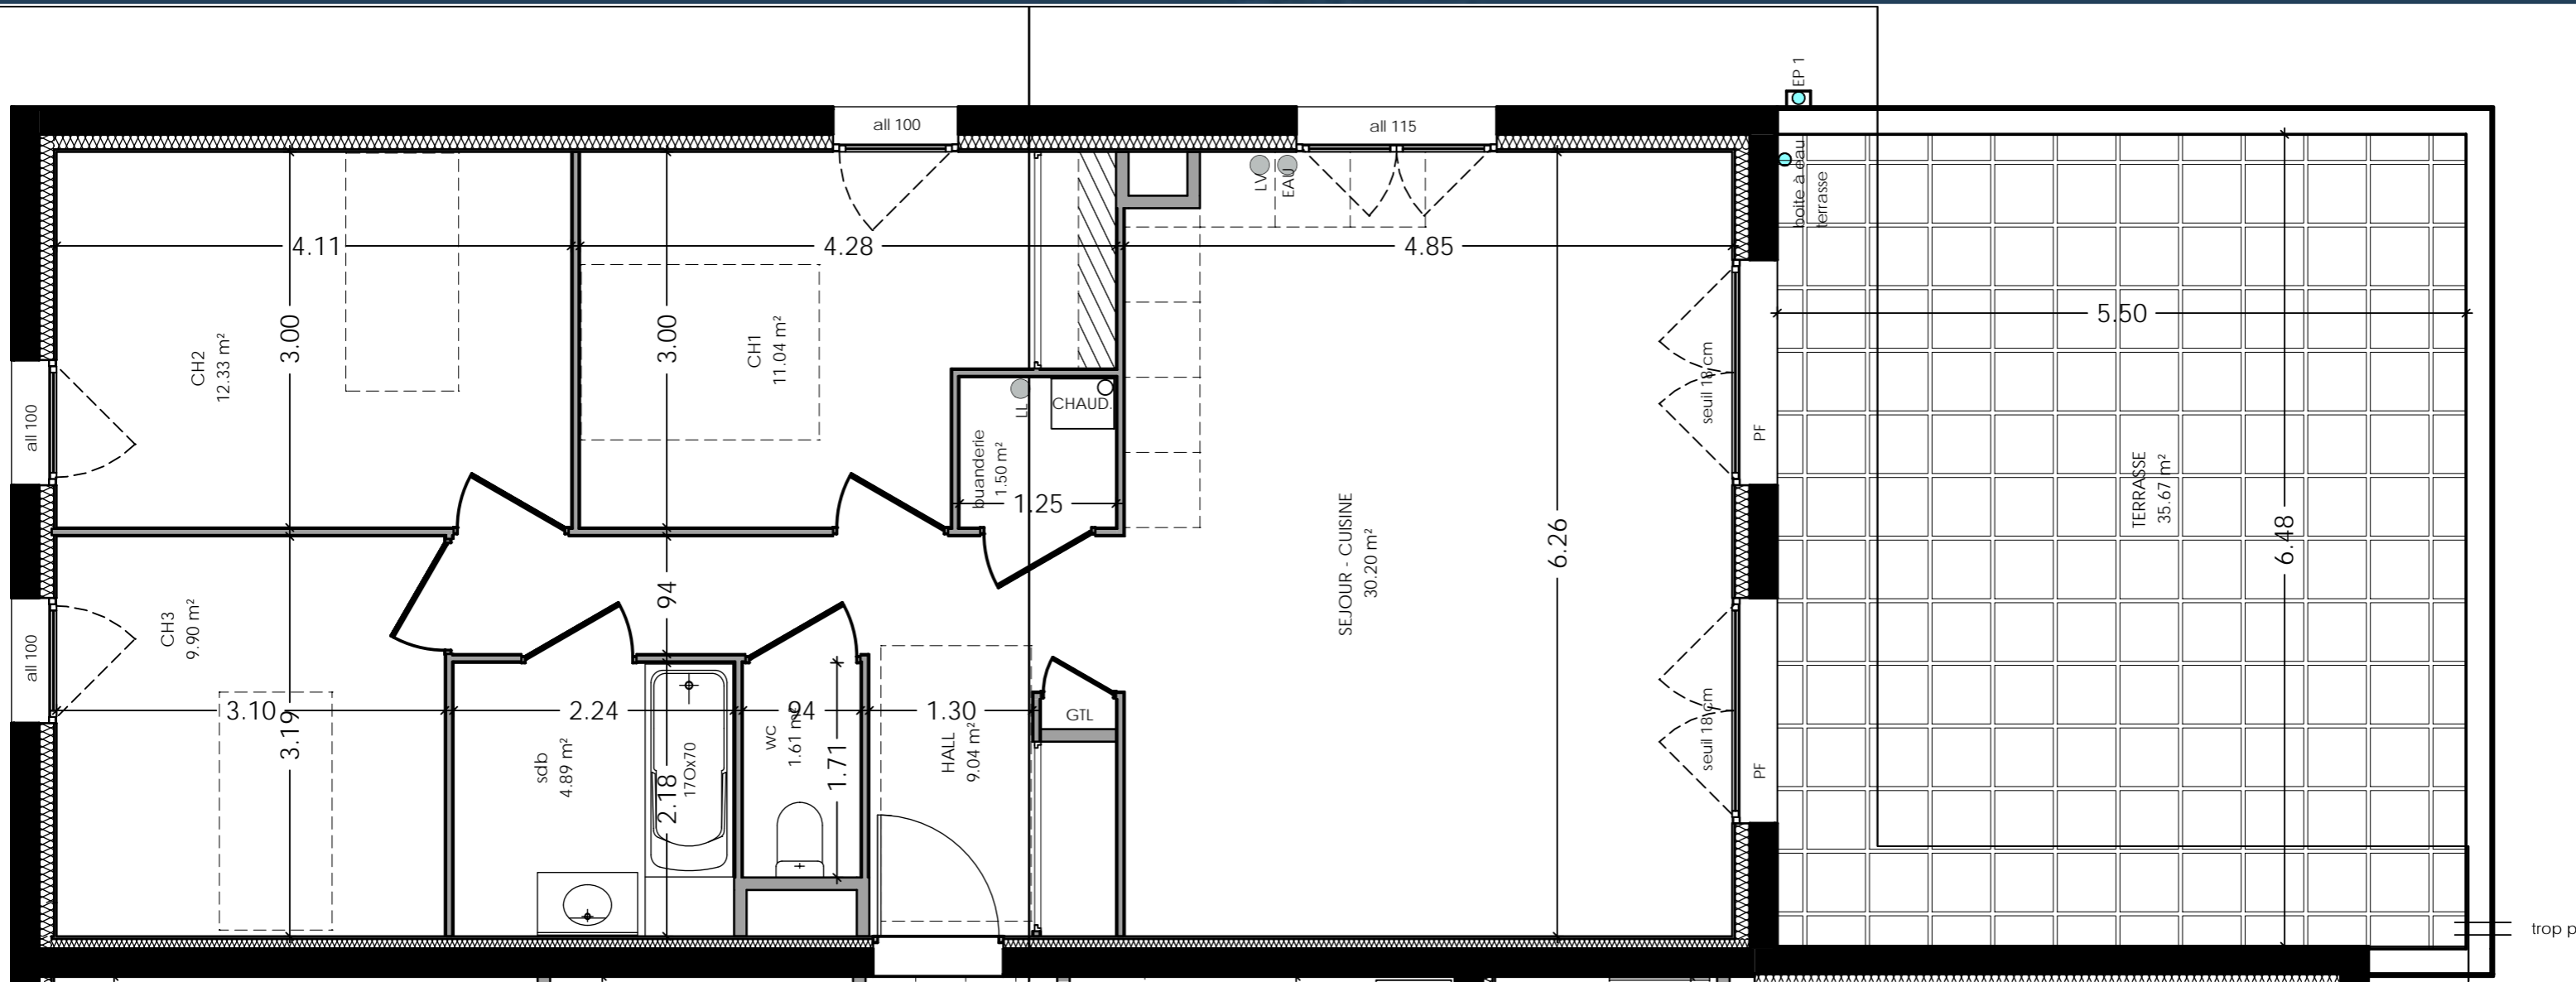 EP 1
all 100
all 115
boite à eau
terrasse
LV
EAU
4.11
4.28
4.85
5.50
3.00
3.00
CH2
12.33 m²
CH1
11.04 m²
seuil 18 cm
PF
all 100
LL
CHAUD.
buanderie
1.50 m²
1.25
TERRASSE
35.67 m²
6.48
SEJOUR - CUISINE
30.20 m²
6.26
94
CH3
9.90 m²
all 100
3.10
3.19
2.24
94
1.30
GTL
seuil 18 cm
PF
WC
1.61 m²
1.71
HALL
9.04 m²
sdb
4.89 m²
2.18
17Ox70
trop p